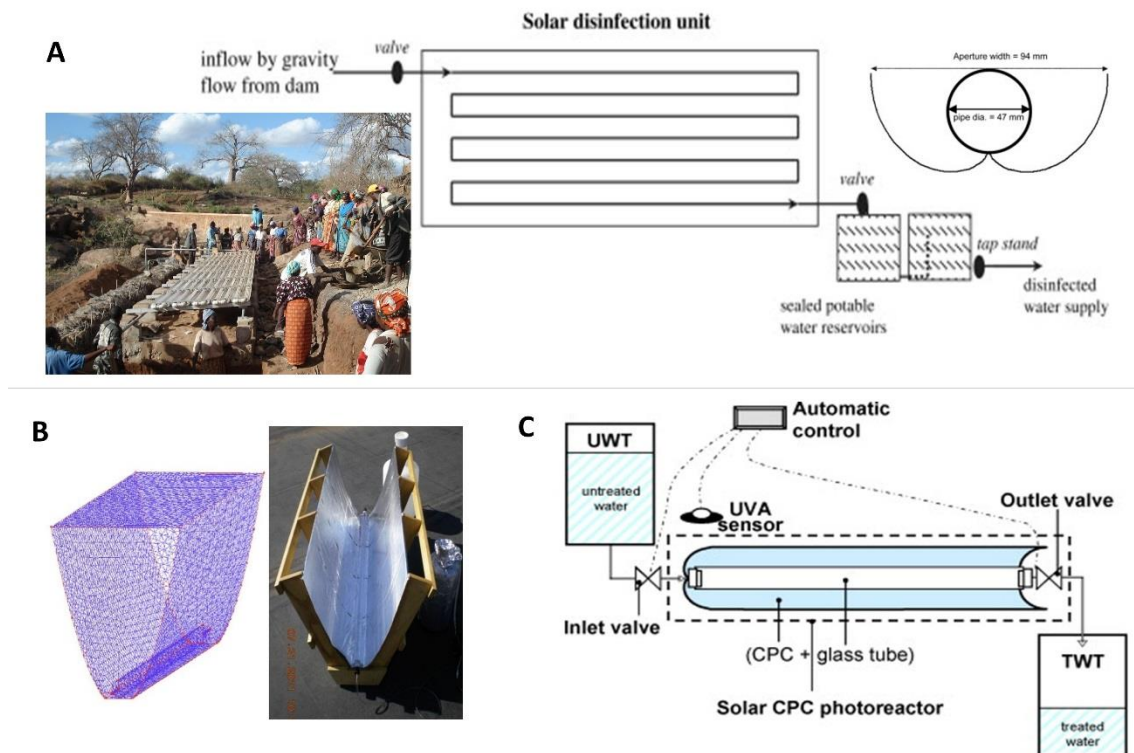 A
Solar disinfection unit
valve
inflow by gravity
flow from dam
Aperture width = 94 mm
pipe dia. = 47 mm
valve
tap stand
sealed potable
water reservoirs
disinfected
water supply
B
C
Automatic
control
UWT
untreated
water
UVA
sensor
Outlet valve
Inlet valve
(CPC + glass tube)
Solar CPC photoreactor
TWT
treated
water